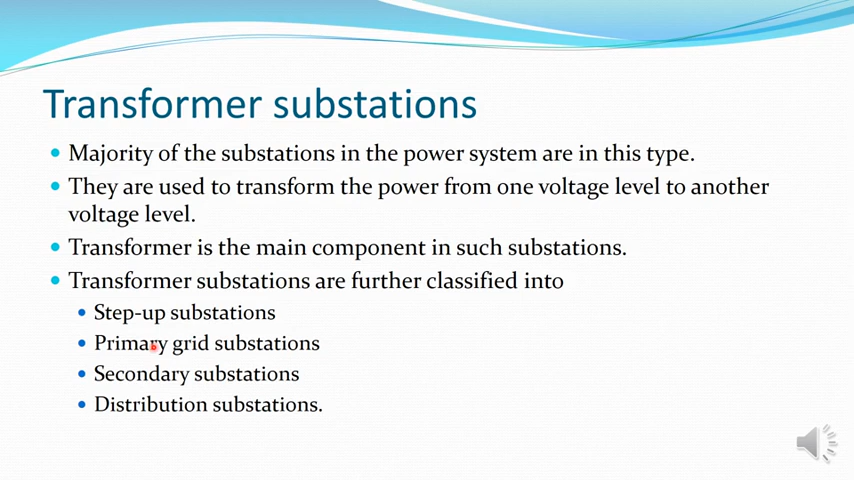 Transformer substations
Majority of the substations in the power system are in this type.
They are used to transform the power from one voltage level to another
voltage level.
Transformer is the main component in such substations.
Transformer substations are further classified into
Step-up substations
Primary grid substations
Secondary substations
Distribution substations.